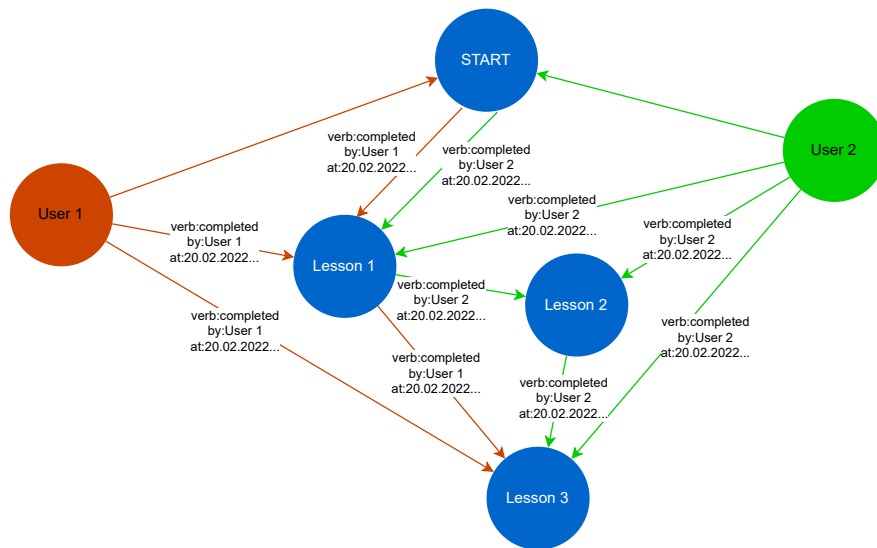 START
verb:completed
by:User 1
at:20.02.2022...
verb:completed
by:User 2
at:20.02.2022...
User 2
User 1
verb:completed
by:User 1
at:20.02.2022...
verb:completed
by:User 2
at:20.02.2022...
verb:completed
by:User 2
at:20.02.2022...
Lesson 1
verb:completed
by:User 2
at:20.02.2022...
Lesson 2
verb:completed
by:User 1
at:20.02.2022...
verb:completed
by:User 2
at:20.02.2022...
verb:completed
by:User 1
at:20.02.2022...
verb:completed
by:User 2
at:20.02.2022...
Lesson 3